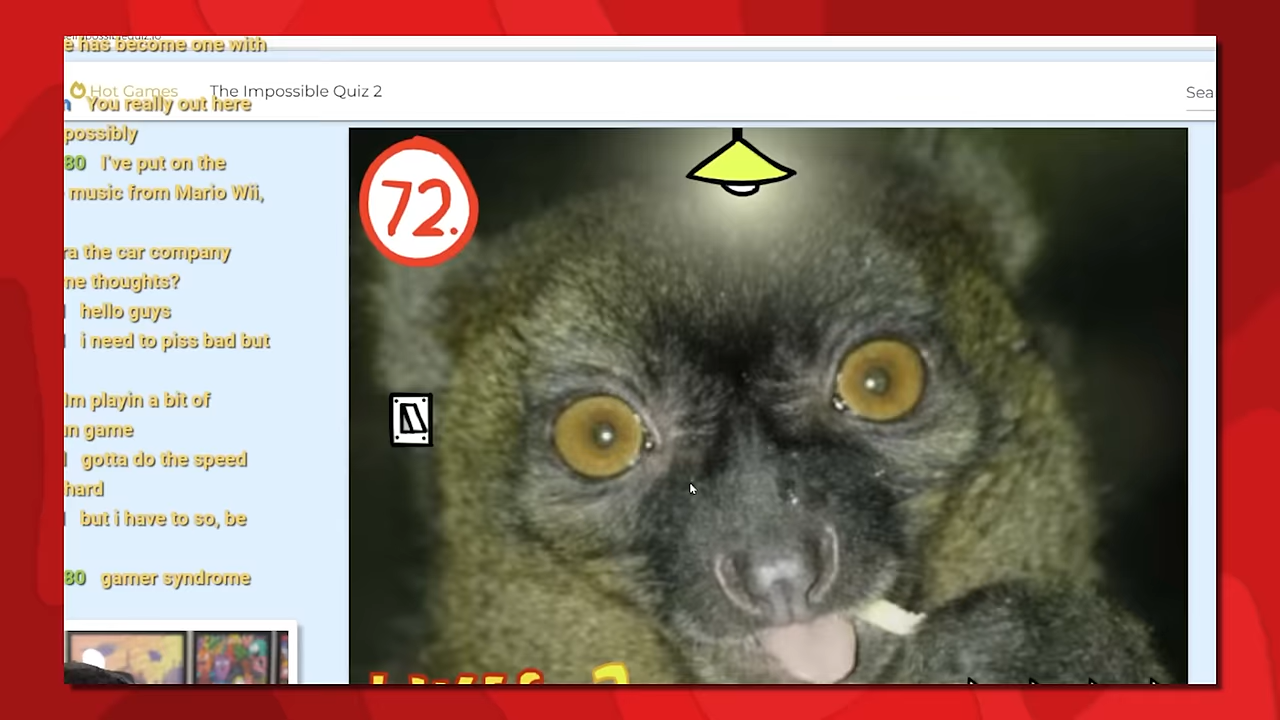 e has become one with
Hot Games
The Impossible Quiz 2
Sea
You really out here
possibly
80 I've put on the
music from Mario Wii,
ra the car company
ne thoughts?
hello guys
i need to piss bad but
Im playin a bit of
un game
gotta do the speed
hard
but i have to so, be
80 gamer syndrome
72.